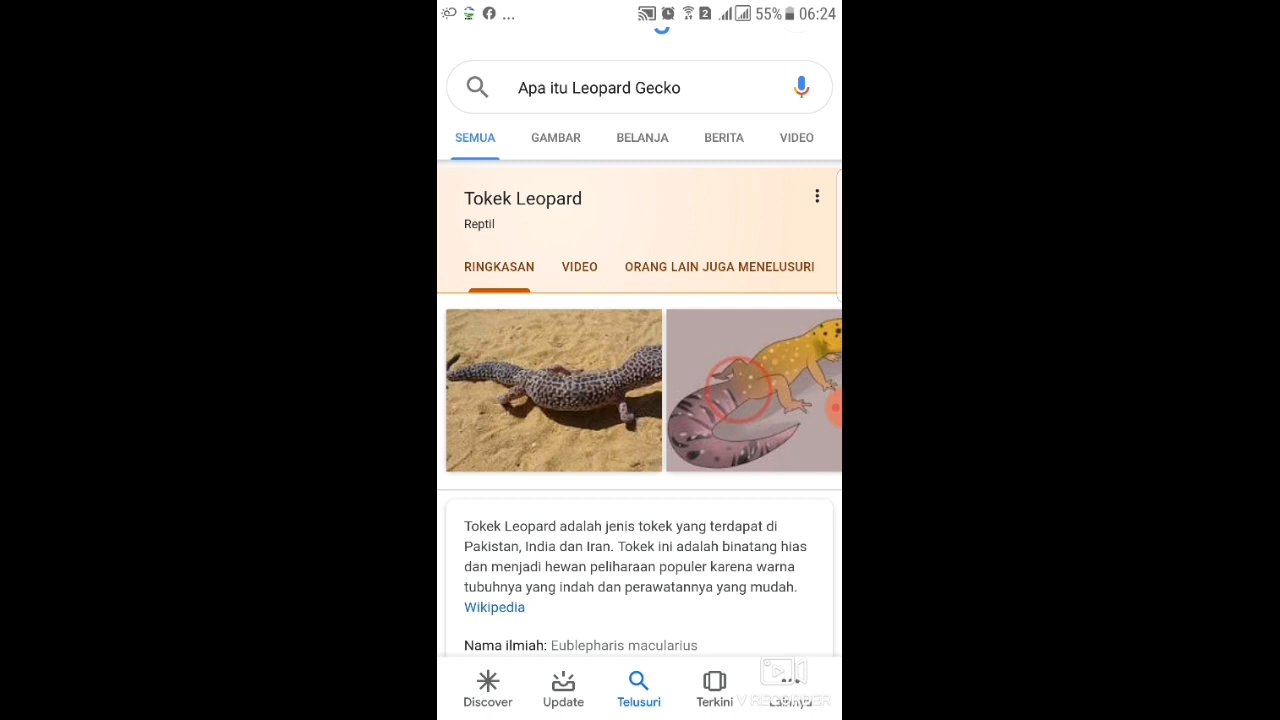 ... 2 55% 06:24
Apa itu Leopard Gecko
SEMUA GAMBAR BELANJA BERITA VIDEO
Tokek Leopard
Reptil
RINGKASAN VIDEO ORANG LAIN JUGA MENELUSURI
Tokek Leopard adalah jenis tokek yang terdapat di
Pakistan, India dan Iran. Tokek ini adalah binatang hias
dan menjadi hewan peliharaan populer karena warna
tubuhnya yang indah dan perawatannya yang mudah.
Wikipedia
Nama ilmiah: Eublepharis macularius
Discover Update Telusuri Terkini Lainnya
V RECORDER